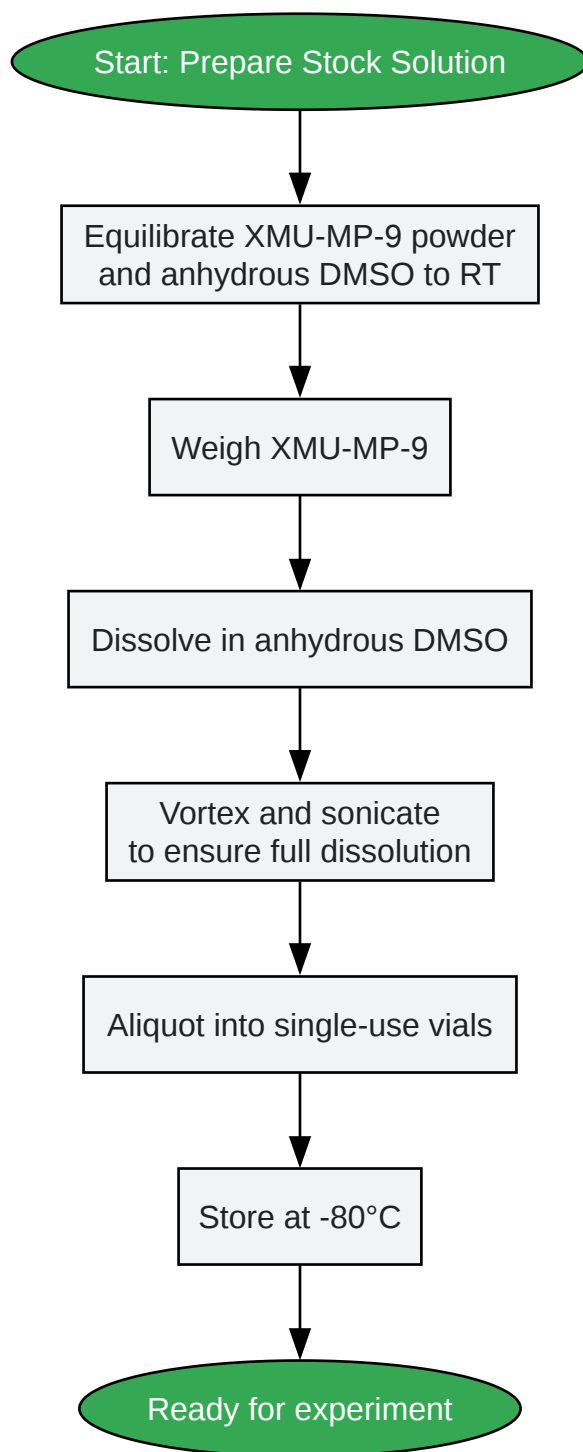 Start: Prepare Stock Solution
Equilibrate XMU-MP-9 powder
and anhydrous DMSO to RT
Weigh XMU-MP-9
Dissolve in anhydrous DMSO
Vortex and sonicate
to ensure full dissolution
Aliquot into single-use vials
Store at -80°C
Ready for experiment